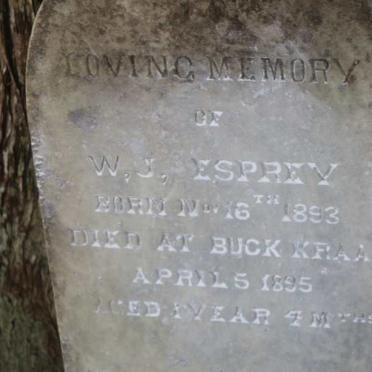 LOVING MEMORY
OF
W. J. ESPREY
BORN Nov 16TH 1893
DIED AT BUCK KRAA
APRIL 5 1895
AGED 1 YEAR 4 MTHS